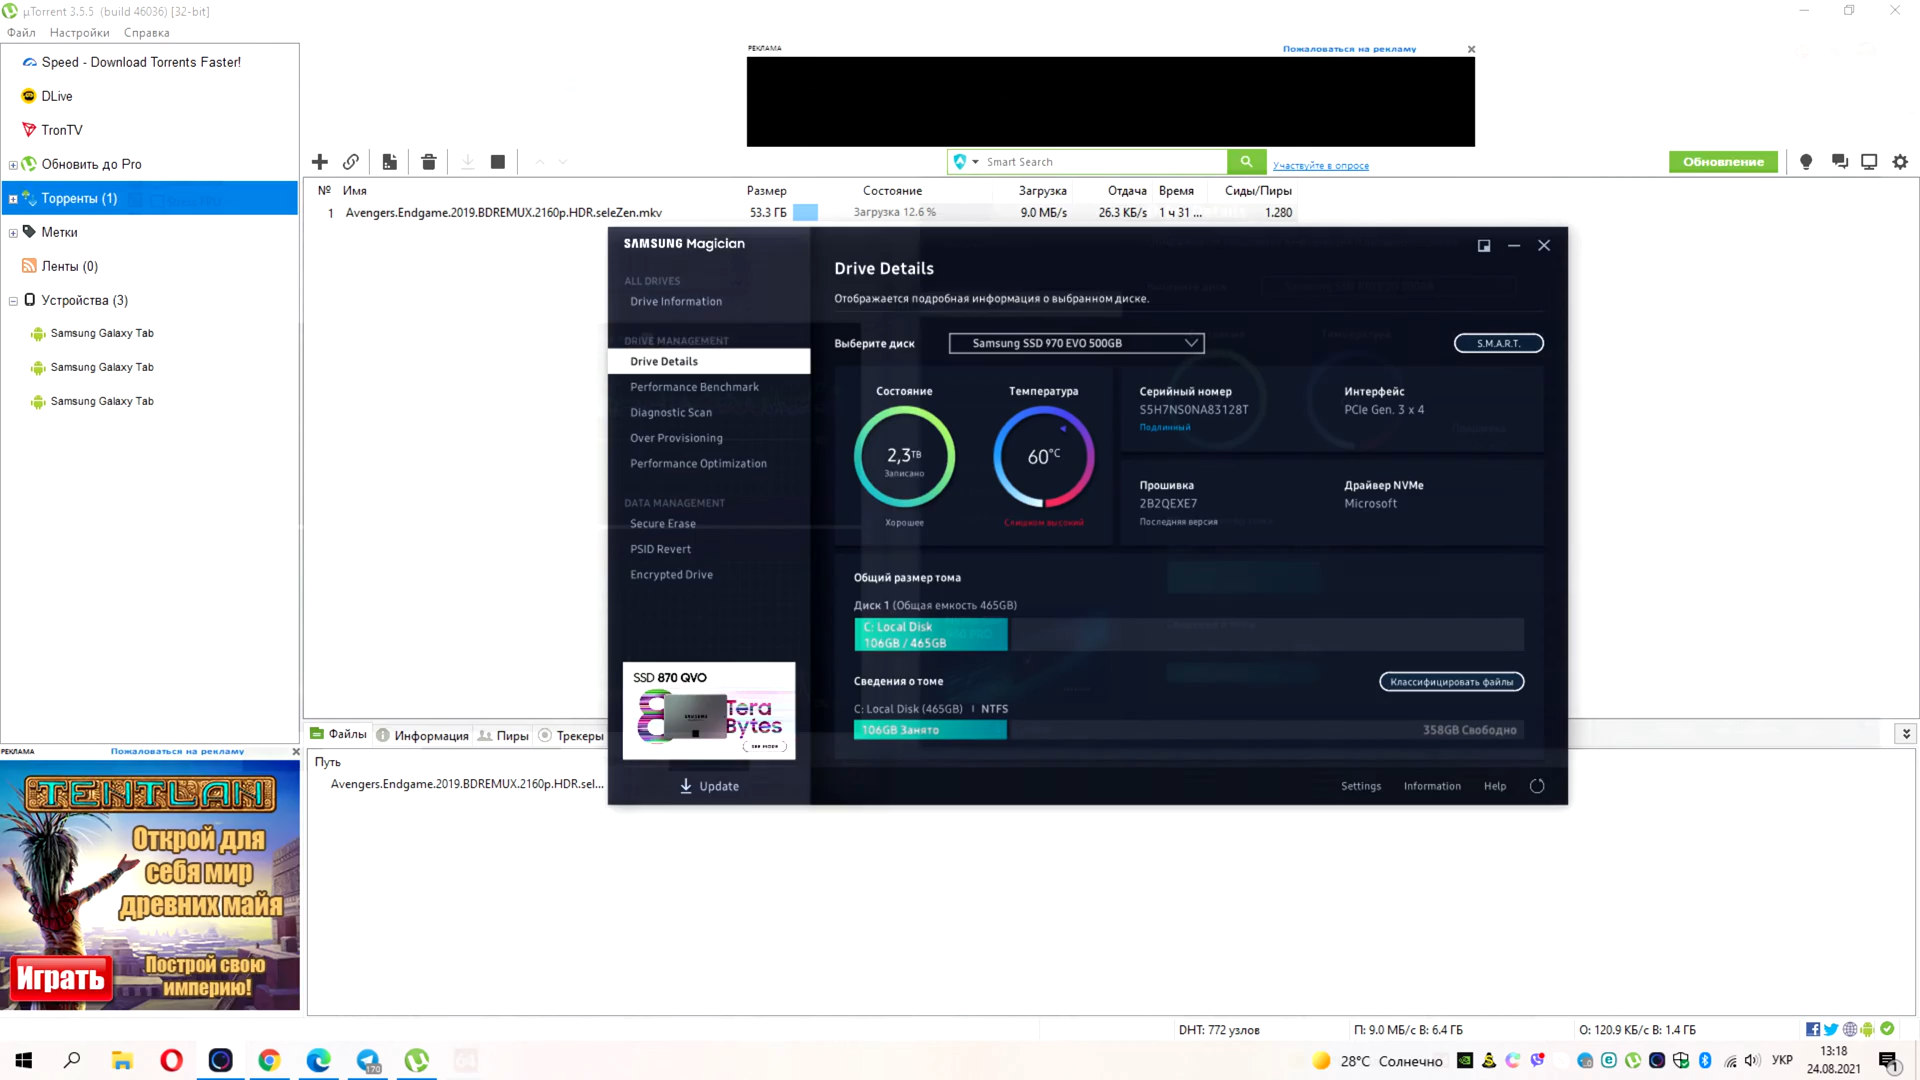 µTorrent 3.5.5 (build 46036) [32-bit]
Файл Настройки Справка
Speed - Download Torrents Faster!
DLive
TronTV
Обновить до Pro
Торренты (1)
Метки
Ленты (0)
Устройства (3)
Samsung Galaxy Tab
Samsung Galaxy Tab
Samsung Galaxy Tab
РЕКЛАМА Пожаловаться на рекламу
Smart Search
Участвуйте в опросе
Обновление
№ Имя Размер Состояние Загрузка Отдача Время Сиды/Пиры
1 Avengers.Endgame.2019.BDREMUX.2160p.HDR.seleZen.mkv 53.3 ГБ Загрузка 12.6 % 9.0 МБ/s 26.3 КБ/s 1 ч 31 ... 1.280
SAMSUNG Magician
ALL DRIVES
Drive Information
DRIVE MANAGEMENT
Drive Details
Performance Benchmark
Diagnostic Scan
Over Provisioning
Performance Optimization
DATA MANAGEMENT
Secure Erase
PSID Revert
Encrypted Drive
SSD 870 QVO
8
Tera
Bytes
SEE MORE
Update
Drive Details
Отображается подробная информация о выбранном диске.
Выберите диск Samsung SSD 970 EVO 500GB S.M.A.R.T.
Состояние
2,3TB
Записано
Хорошее
Температура
60°C
Слишком высокий
Серийный номер
S5H7NS0NA83128T
Подлинный
Интерфейс
PCIe Gen. 3 x 4
Прошивка
2B2QEXE7
Последняя версия
Драйвер NVMe
Microsoft
Общий размер тома
Диск 1 (Общая емкость 465GB)
C: Local Disk
106GB / 465GB
Сведения о томе
Классифицировать файлы
C: Local Disk (465GB) | NTFS
106GB Занято 358GB Свободно
Settings Information Help
Файлы Информация Пиры Трекеры
Путь
Avengers.Endgame.2019.BDREMUX.2160p.HDR.sel...
РЕКЛАМА Пожаловаться на рекламу
TENTLAN
Открой для
себя мир
древних майя
Играть
Построй свою
империю!
DHT: 772 узлов П: 9.0 МБ/с В: 6.4 ГБ О: 120.9 КБ/с В: 1.4 ГБ
170
28°C Солнечно
УКР
13:18
24.08.2021
1